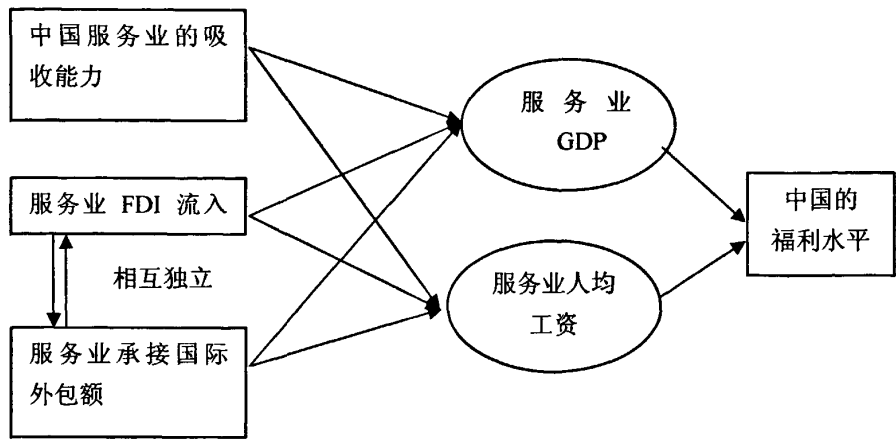 中国服务业的吸
收能力
服务业 FDI 流入
相互独立
服务业承接国际
外包额
服务业
GDP
服务业人均
工资
中国的
福利水平